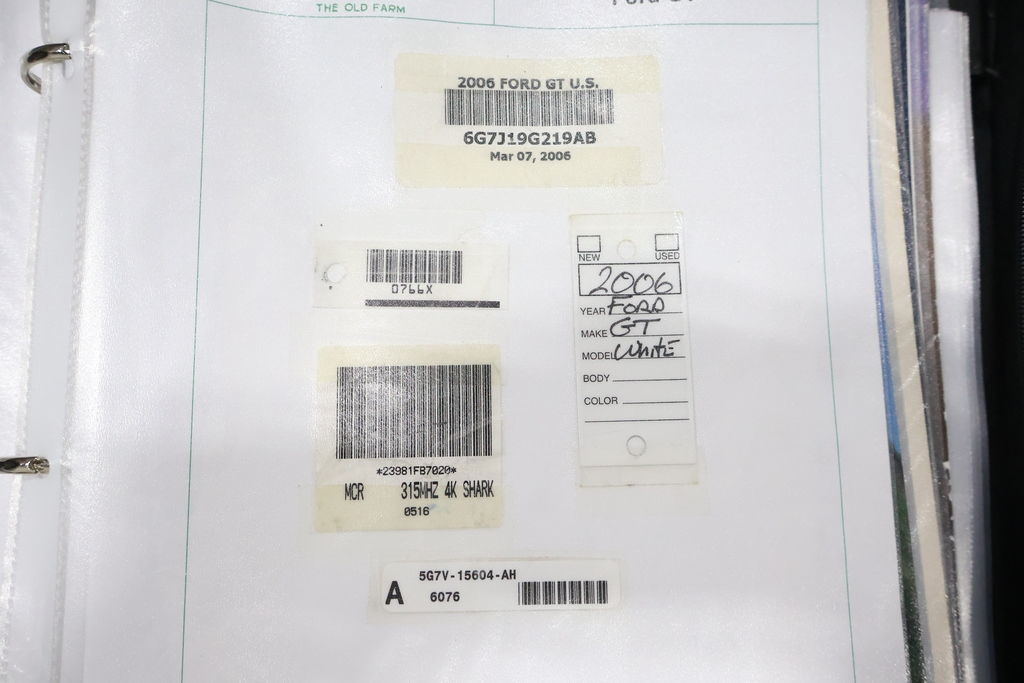 THE OLD FARM
2006 FORD GT U.S.
6G7J19G219AB
Mar 07, 2006
0766X
NEW USED
2006
YEAR FORD
MAKE GT
MODEL WHITE
BODY
COLOR
*23981FB7020*
MCR 315MHZ 4K SHARK
0516
A 5G7V-15604-AH
6076